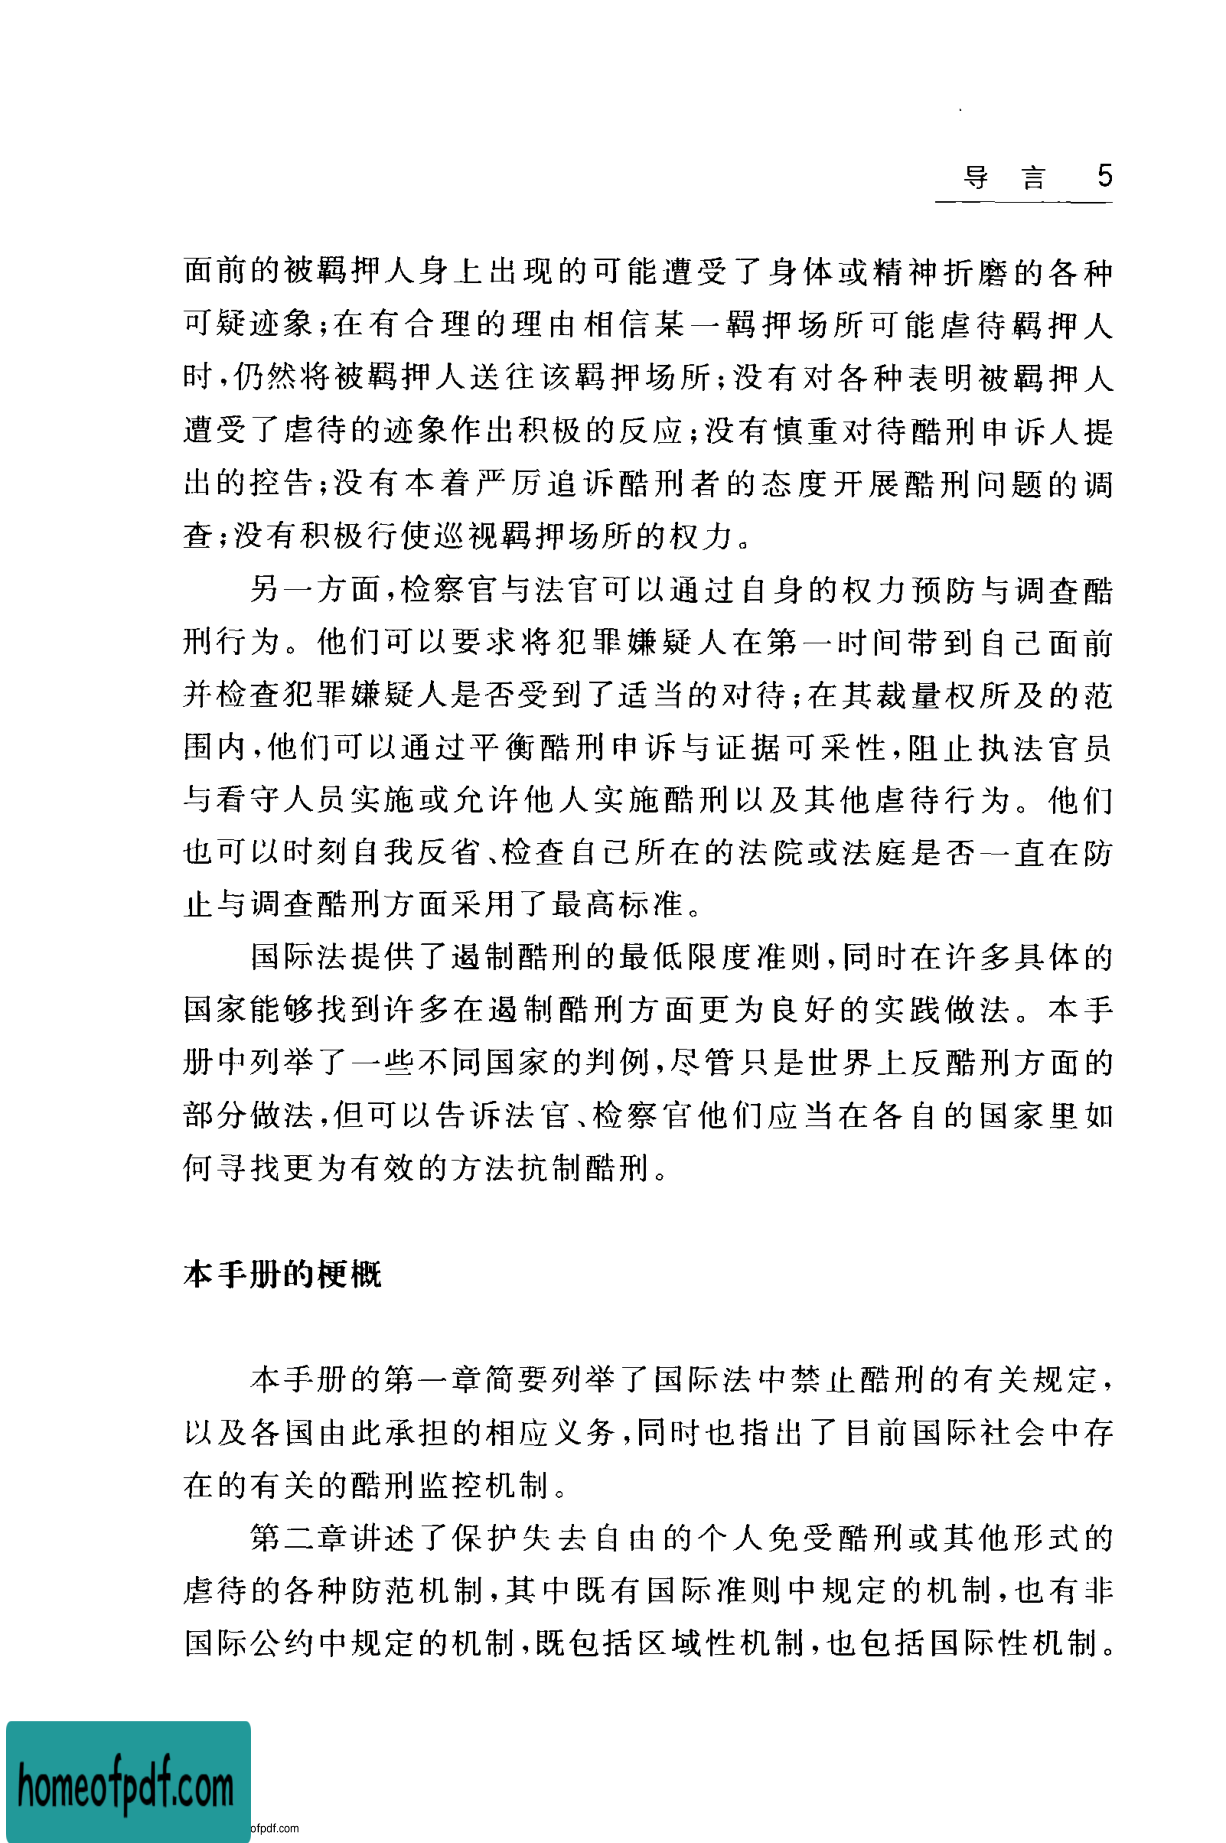 导 言 5
面前的被羁押人身上出现的可能遭受了身体或精神折磨的各种
可疑迹象;在有合理的理由相信某一羁押场所可能虐待羁押人
时,仍然将被羁押人送往该羁押场所;没有对各种表明被羁押人
遭受了虐待的迹象作出积极的反应;没有慎重对待酷刑申诉人提
出的控告;没有本着严厉追诉酷刑者的态度开展酷刑问题的调
查;没有积极行使巡视羁押场所的权力。
另一方面,检察官与法官可以通过自身的权力预防与调查酷
刑行为。他们可以要求将犯罪嫌疑人在第一时间带到自己面前
并检查犯罪嫌疑人是否受到了适当的对待;在其裁量权所及的范
围内,他们可以通过平衡酷刑申诉与证据可采性,阻止执法官员
与看守人员实施或允许他人实施酷刑以及其他虐待行为。他们
也可以时刻自我反省、检查自己所在的法院或法庭是否一直在防
止与调查酷刑方面采用了最高标准。
国际法提供了遏制酷刑的最低限度准则,同时在许多具体的
国家能够找到许多在遏制酷刑方面更为良好的实践做法。本手
册中列举了一些不同国家的判例,尽管只是世界上反酷刑方面的
部分做法,但可以告诉法官、检察官他们应当在各自的国家里如
何寻找更为有效的方法抗制酷刑。
本手册的梗概
本手册的第一章简要列举了国际法中禁止酷刑的有关规定,
以及各国由此承担的相应义务,同时也指出了目前国际社会中存
在的有关的酷刑监控机制。
第二章讲述了保护失去自由的个人免受酷刑或其他形式的
虐待的各种防范机制,其中既有国际准则中规定的机制,也有非
国际公约中规定的机制,既包括区域性机制,也包括国际性机制。
homeofpdf.com
ofpdf.com